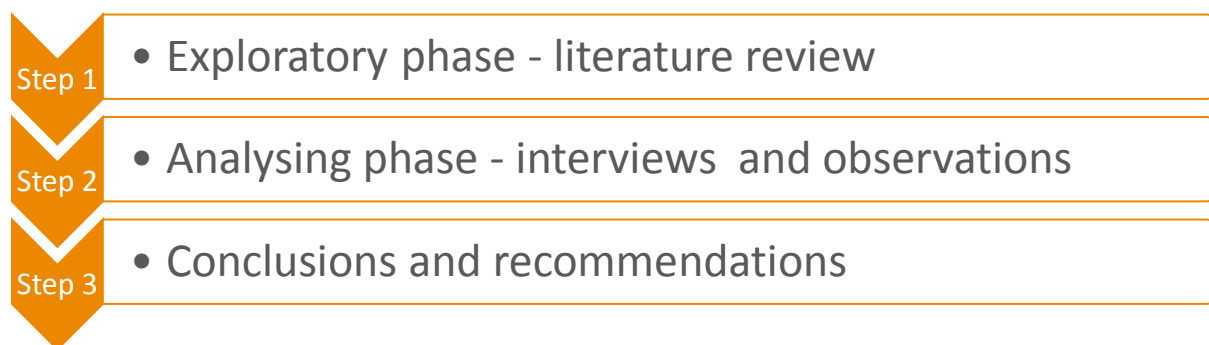 Step 1
• Exploratory phase - literature review
Step 2
• Analysing phase - interviews and observations
Step 3
• Conclusions and recommendations